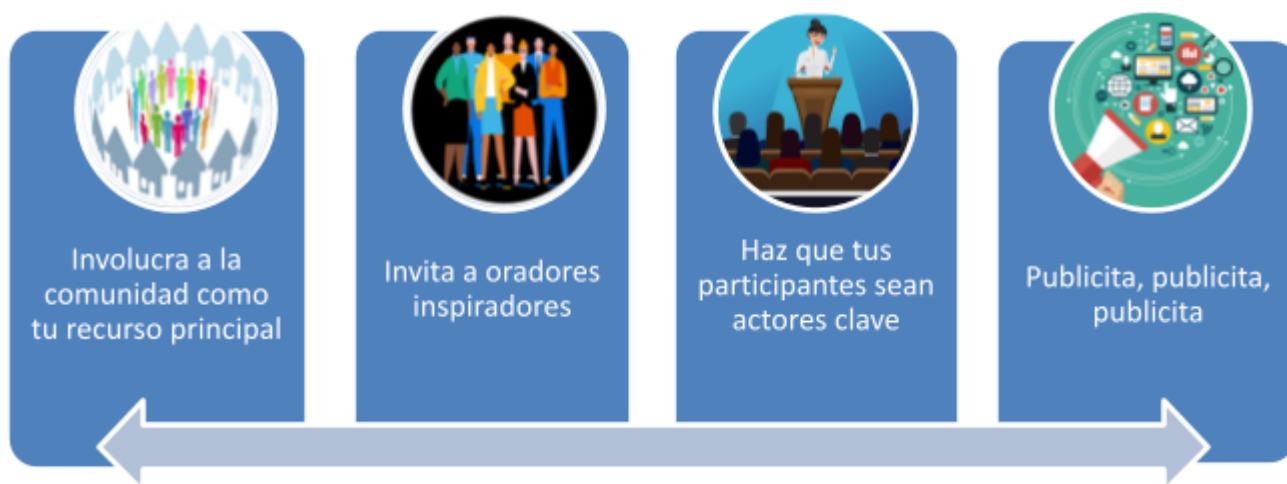 Involucra a la
comunidad como
tu recurso principal
Invita a oradores
inspiradores
Haz que tus
participantes sean
actores clave
Publicita, publicita,
publicita